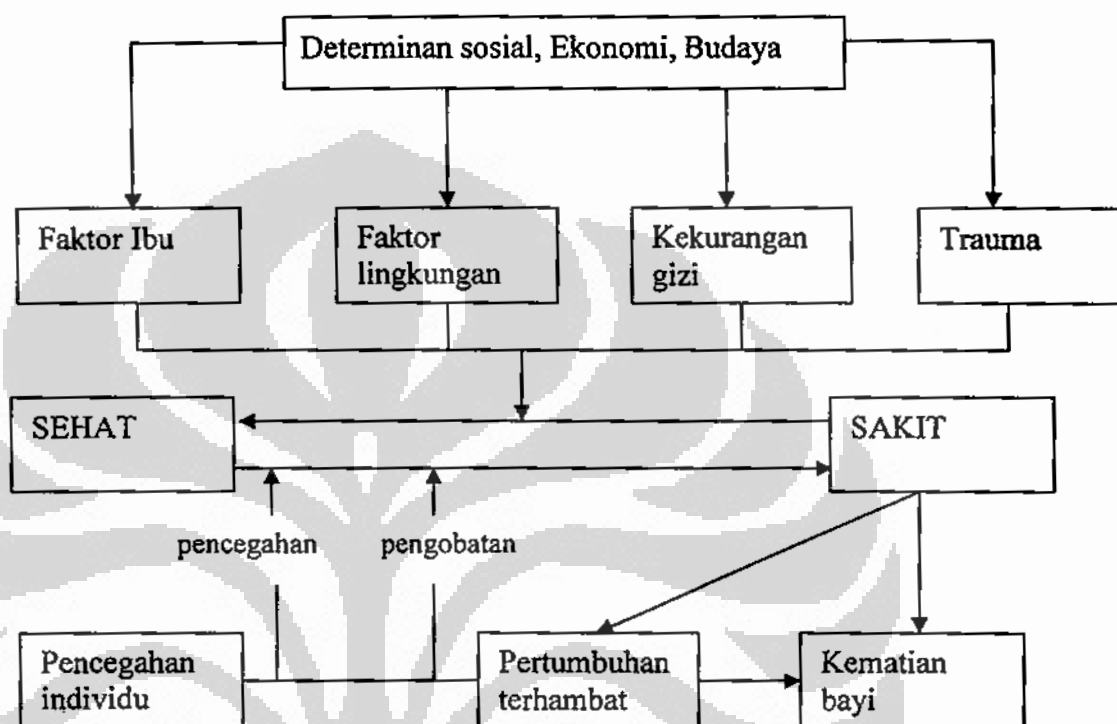 Determinan sosial, Ekonomi, Budaya
Faktor Ibu
Faktor
lingkungan
Kekurangan
gizi
Trauma
SEHAT
SAKIT
pencegahan
pengobatan
Pencegahan
individu
Pertumbuhan
terhambat
Kematian
bayi